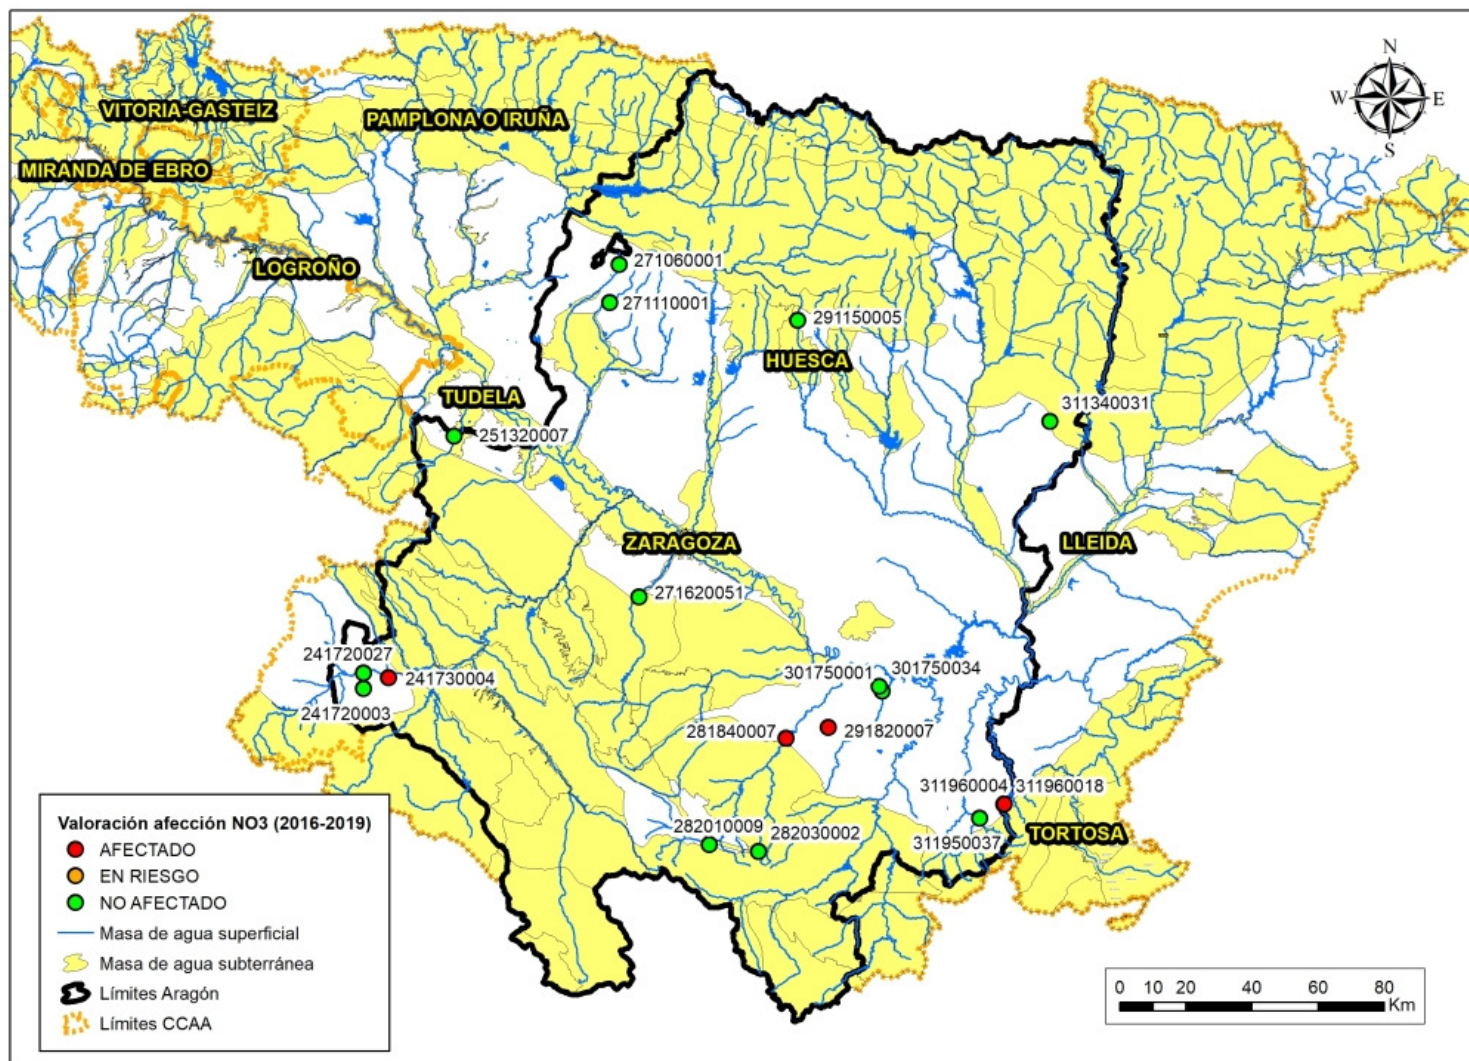 N
W E
S
VITORIA-GASTEIZ
PAMPLONA O IRUÑA
MIRANDA DE EBRO
LOGROÑO
271060001
271110001
291150005
HUESCA
TUDELA
311340031
251320007
ZARAGOZA
LLEIDA
271620051
241720027
241730004
241720003
301750001
301750034
281840007
291820007
311960004
311960018
282010009
282030002
311950037
TORTOSA
Valoración afección NO3 (2016-2019)
AFECTADO
EN RIESGO
NO AFECTADO
Masa de agua superficial
Masa de agua subterránea
Límites Aragón
Límites CCAA
0 10 20 40 60 80
Km